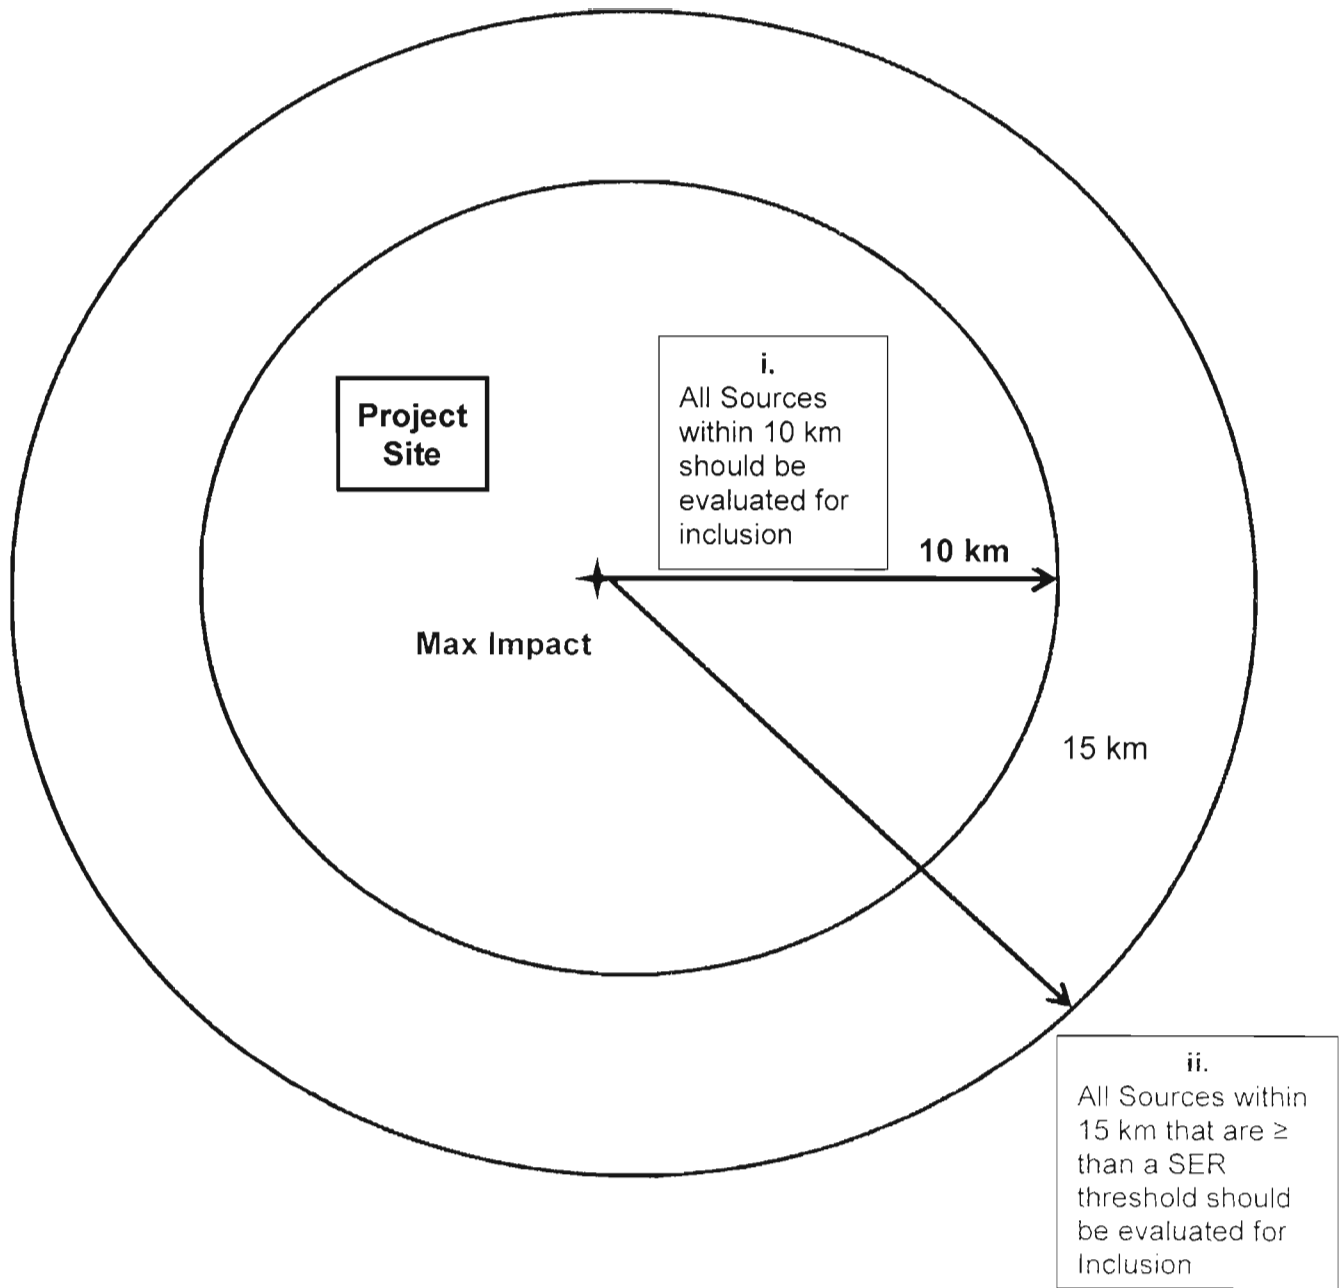 i.
All Sources
within 10 km
should be
evaluated for
inclusion
Project
Site
10 km
Max Impact
15 km
ii.
All Sources within
15 km that are ≥
than a SER
threshold should
be evaluated for
Inclusion